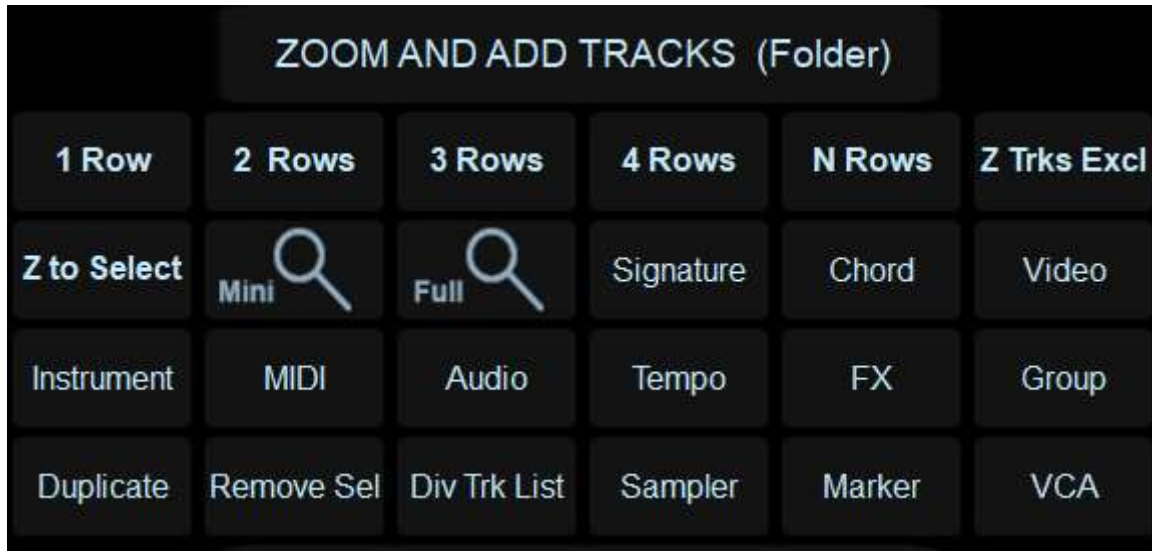 ZOOM AND ADD TRACKS (Folder)
1 Row 2 Rows 3 Rows 4 Rows N Rows Z Trks Excl
Z to Select Mini Full Signature Chord Video
Instrument MIDI Audio Tempo FX Group
Duplicate Remove Sel Div Trk List Sampler Marker VCA